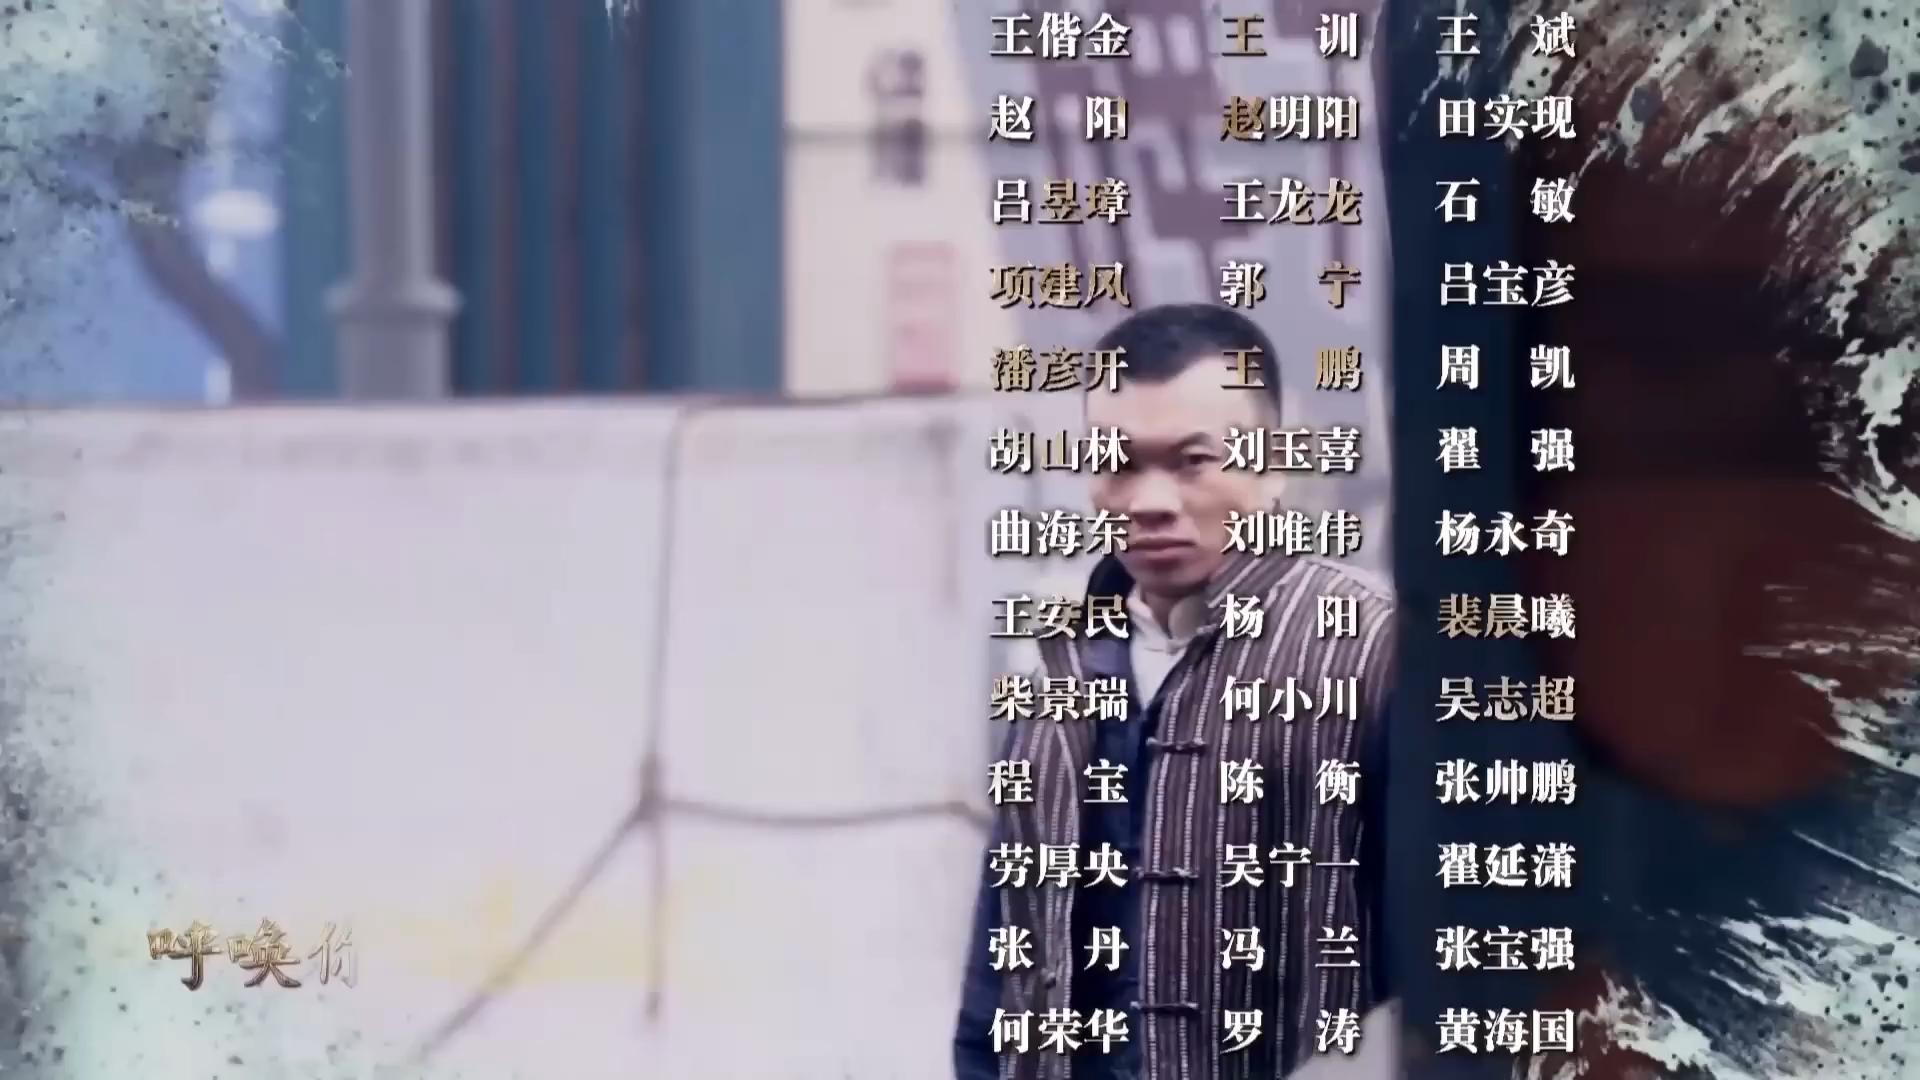 王偕金 王训 王斌
赵阳 赵明阳 田实现
吕昱璋 王龙龙 石敏
项建风 郭宁 吕宝彦
潘彦开 王鹏 周凯
胡山林 刘玉喜 翟强
曲海东 刘唯伟 杨永奇
王安民 杨阳 裴晨曦
柴景瑞 何小川 吴志超
程宝 陈衡 张帅鹏
劳厚央 吴宁一 翟延潇
张丹 冯兰 张宝强
何荣华 罗涛 黄海国
呼唤你